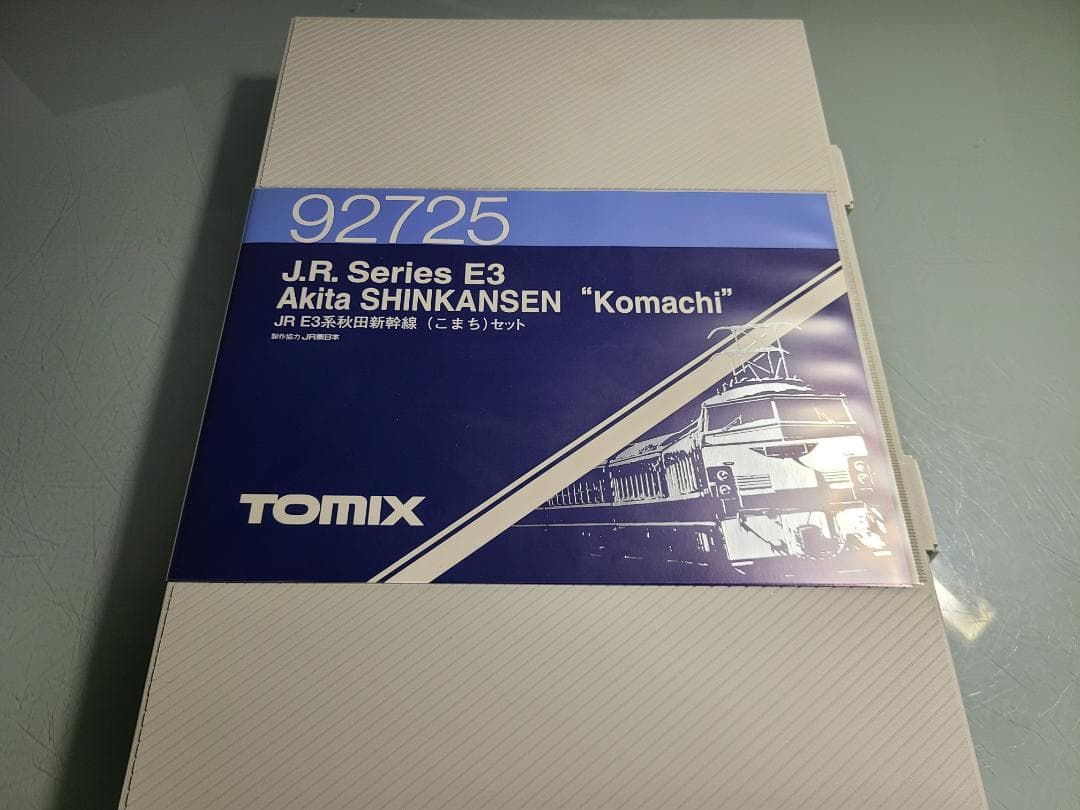 92725
J.R. Series E3
Akita SHINKANSEN “Komachi”
JR E3系秋田新幹線（こまち）セット
製作協力 JR東日本
TOMIX